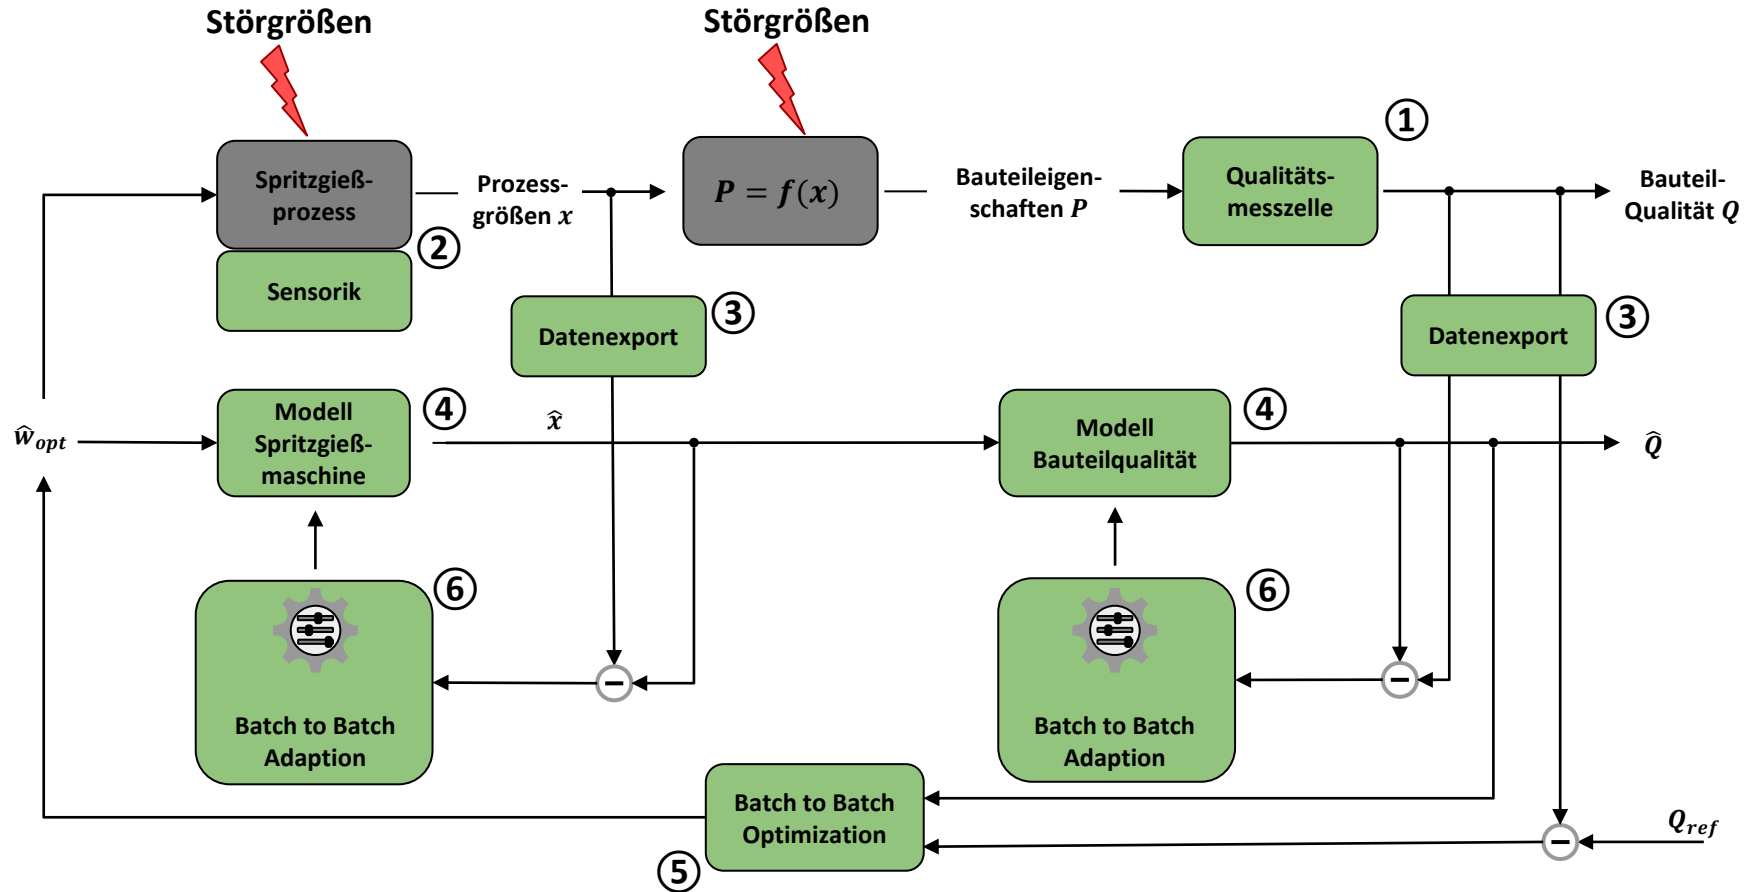 Störgrößen
Störgrößen
①
Spritzgieß-
prozess
②
Sensorik
Prozess-
größen x
P = f(x)
Bauteileigen-
schaften P
Qualitäts-
messzelle
Bauteil-
Qualität Q
Datenexport
③
Datenexport
③
ŵ_opt
Modell
Spritzgieß-
maschine
④
x̂
Modell
Bauteilqualität
④
Q̂
⑥
Batch to Batch
Adaption
−
⑥
Batch to Batch
Adaption
−
Batch to Batch
Optimization
⑤
−
Q_ref